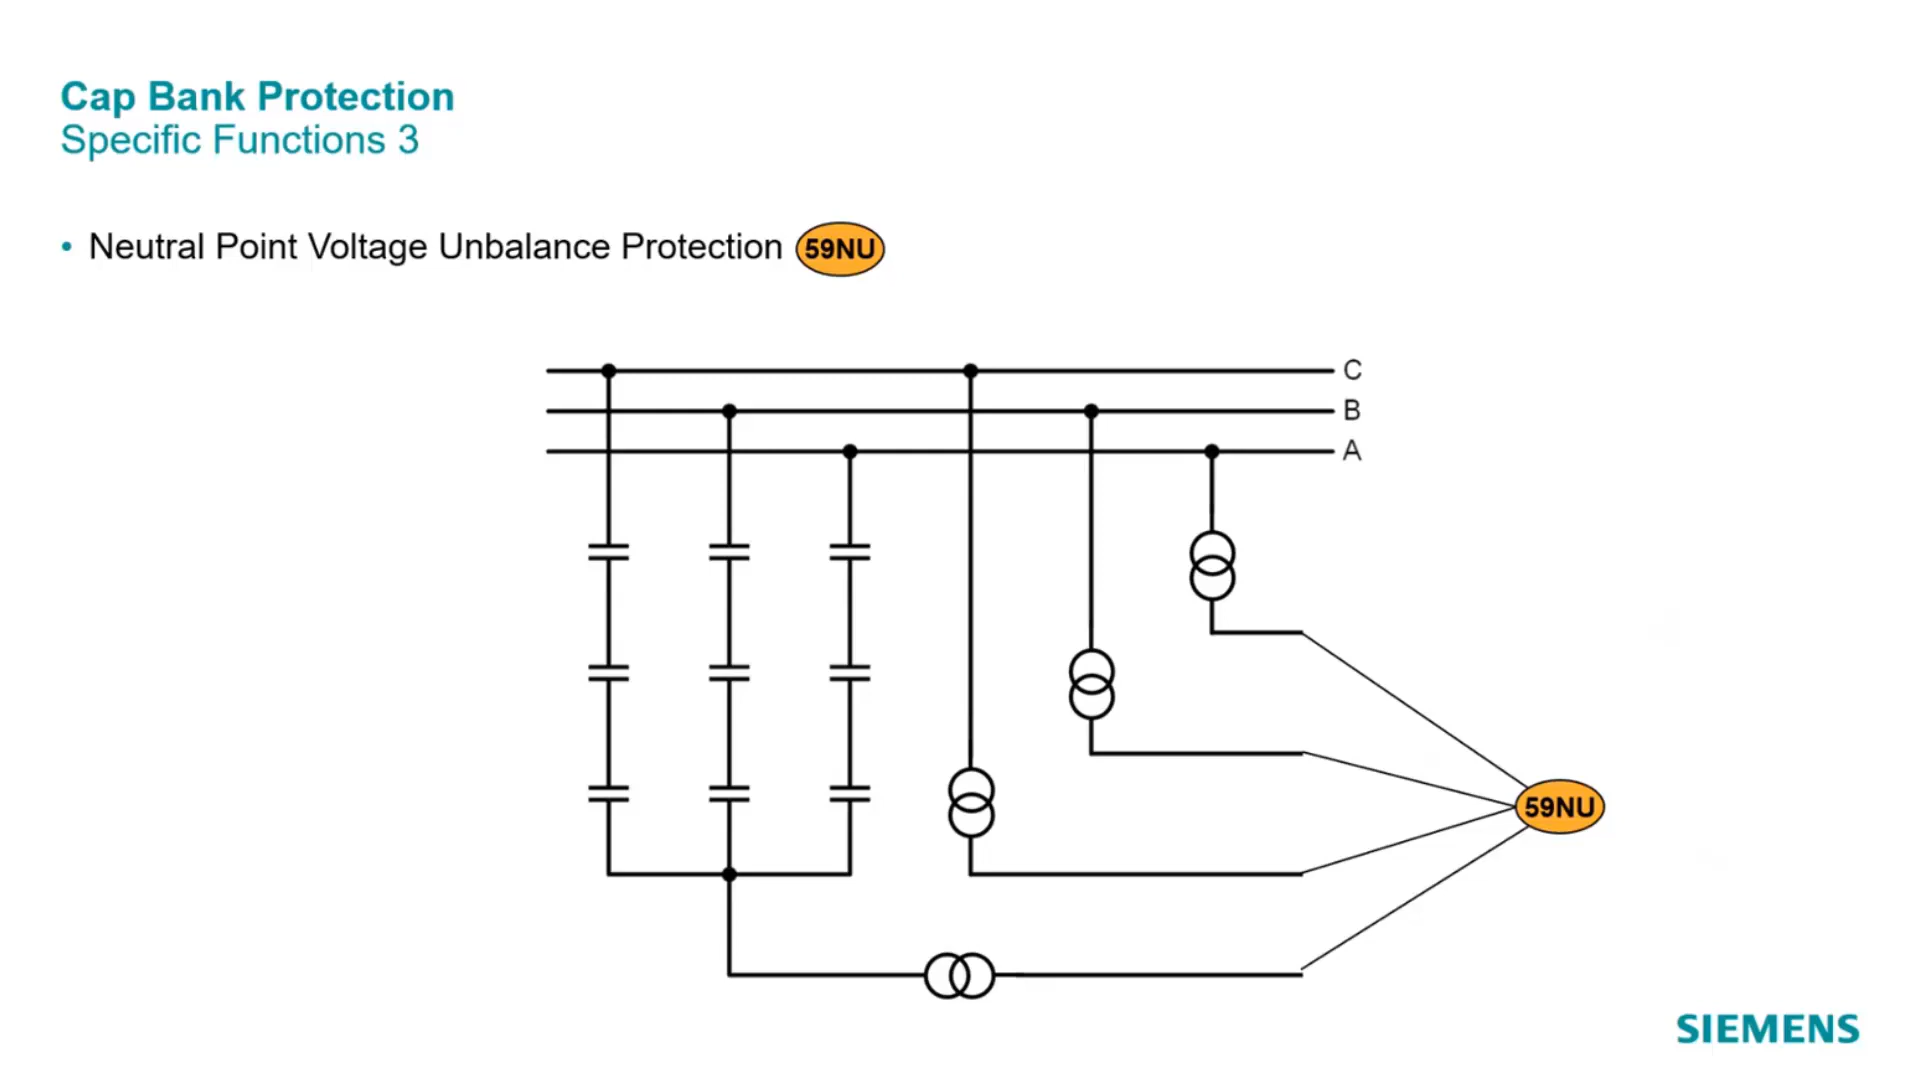 Cap Bank Protection
Specific Functions 3
• Neutral Point Voltage Unbalance Protection 59NU
C
B
A
59NU
SIEMENS